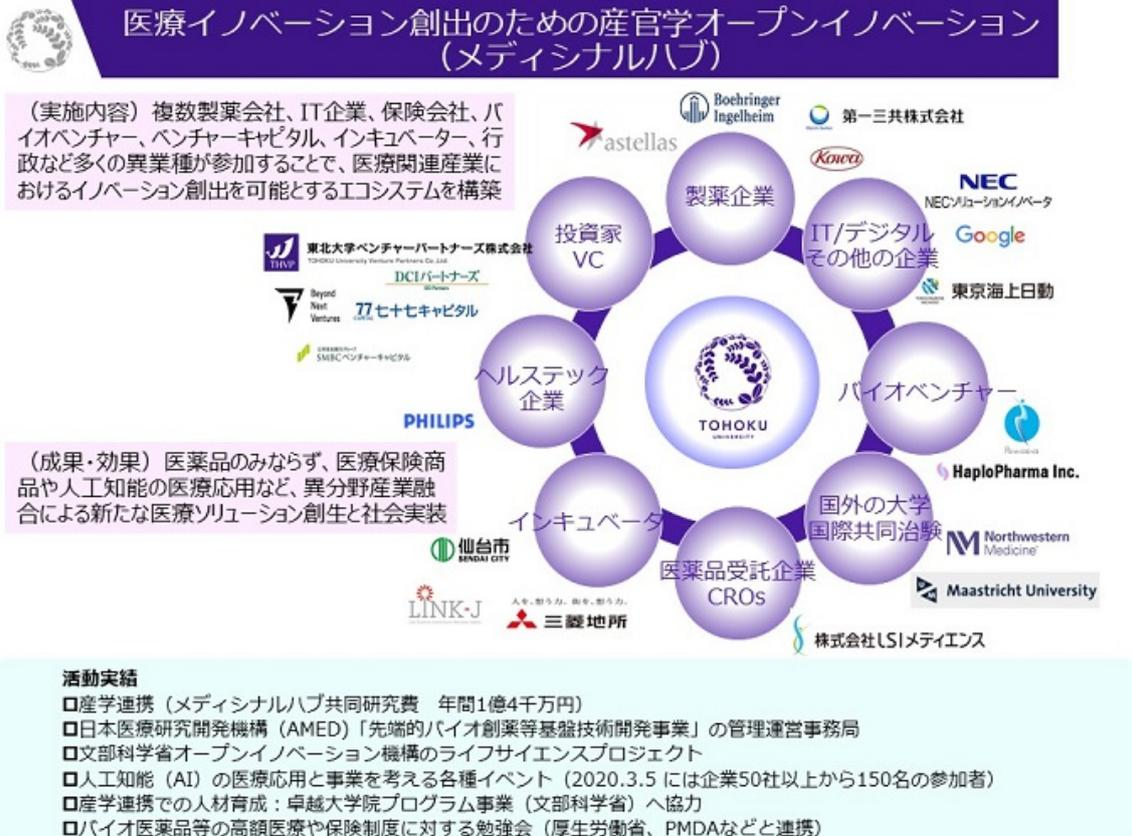 医療イノベーション創出のための産官学オープンイノベーション
（メディシナルハブ）
（実施内容）複数製薬会社、IT企業、保険会社、バ
イオベンチャー、ベンチャーキャピタル、インキュベーター、行
政など多くの異業種が参加することで、医療関連産業に
おけるイノベーション創出を可能とするエコシステムを構築
Boehringer
Ingelheim
第一三共株式会社
astellas
Kowa
製薬企業
NEC
NECソリューションイノベータ
投資家
VC
IT/デジタル
その他の企業
Google
THVP
東北大学ベンチャーパートナーズ株式会社
TOHOKU University Venture Partners Co.,Ltd.
DCIパートナーズ
東京海上日動
Beyond
Next
Ventures
77
七十七キャピタル
SMBCベンチャーキャピタル
ヘルステック
企業
TOHOKU
UNIVERSITY
バイオベンチャー
PHILIPS
（成果・効果）医薬品のみならず、医療保険商
品や人工知能の医療応用など、異分野産業融
合による新たな医療ソリューション創生と社会実装
HaploPharma Inc.
インキュベータ
国外の大学
国際共同治験
仙台市
SENDAI CITY
Northwestern
Medicine
医薬品受託企業
CROs
Maastricht University
LINK-J
人を、想う力。街を、想う力。
三菱地所
株式会社LSIメディエンス
活動実績
産学連携（メディシナルハブ共同研究費　年間1億4千万円）
日本医療研究開発機構（AMED）「先端的バイオ創薬等基盤技術開発事業」の管理運営事務局
文部科学省オープンイノベーション機構のライフサイエンスプロジェクト
人工知能（AI）の医療応用と事業を考える各種イベント（2020.3.5 には企業50社以上から150名の参加者）
産学連携での人材育成：卓越大学院プログラム事業（文部科学省）へ協力
バイオ医薬品等の高額医療や保険制度に対する勉強会（厚生労働省、PMDAなどと連携）